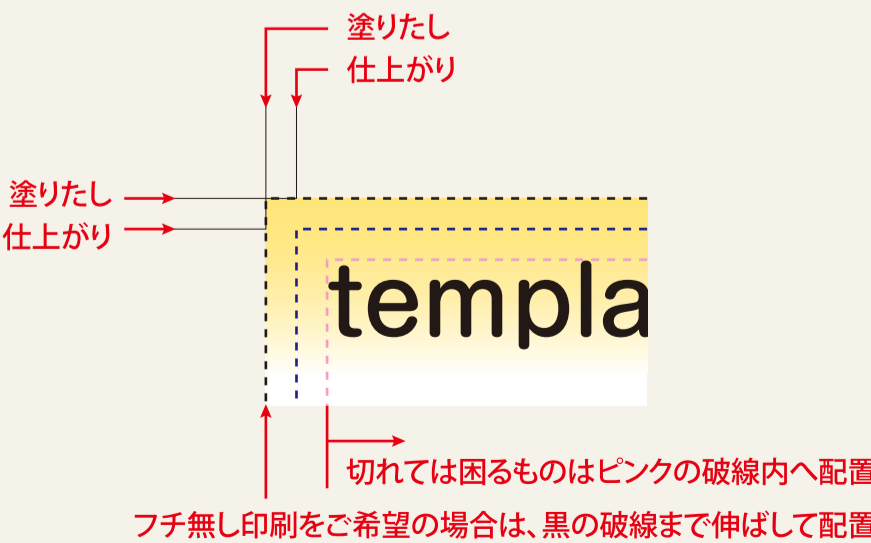 塗りたし
仕上がり
塗りたし
仕上がり
templa
切れては困るものはピンクの破線内へ配置
フチ無し印刷をご希望の場合は、黒の破線まで伸ばして配置